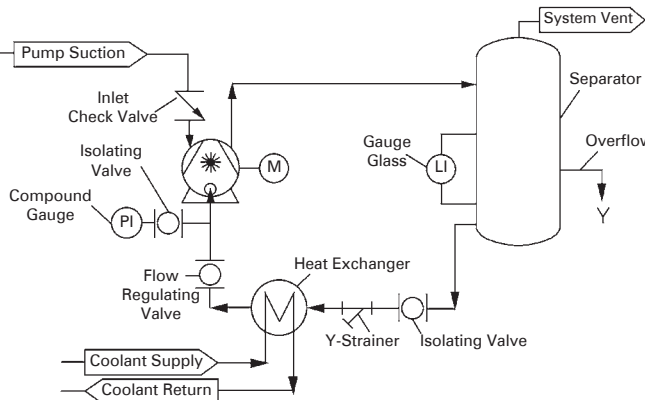 System Vent
Pump Suction
Separator
Inlet
Check Valve
Isolating
Valve
Gauge
Glass
LI
Overflow
M
Compound
Gauge
PI
Y
Heat Exchanger
Flow
Regulating
Valve
Y-Strainer
Isolating Valve
Coolant Supply
Coolant Return